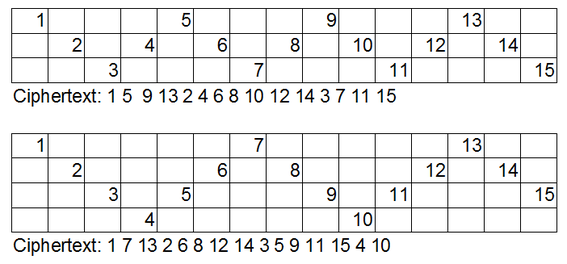 1 5 9 13
2 4 6 8 10 12 14
3 7 11 15
Ciphertext: 1 5 9 13 2 4 6 8 10 12 14 3 7 11 15
1 7 13
2 6 8 12 14
3 5 9 11 15
4 10
Ciphertext: 1 7 13 2 6 8 12 14 3 5 9 11 15 4 10